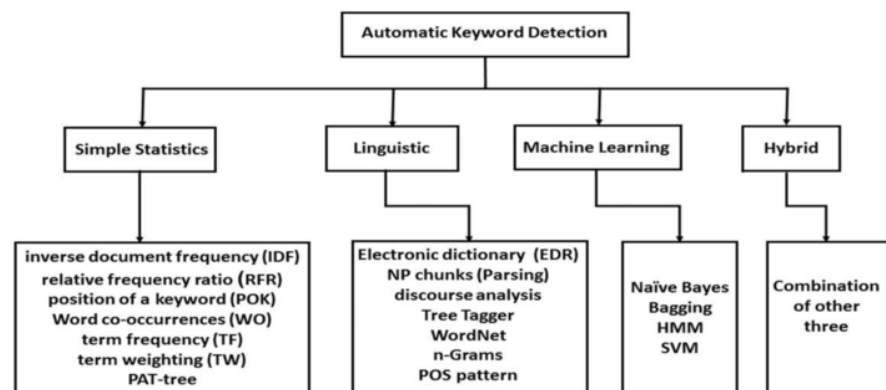 Automatic Keyword Detection
Simple Statistics
Linguistic
Machine Learning
Hybrid
inverse document frequency (IDF)
relative frequency ratio (RFR)
position of a keyword (POK)
Word co-occurrences (WO)
term frequency (TF)
term weighting (TW)
PAT-tree
Electronic dictionary (EDR)
NP chunks (Parsing)
discourse analysis
Tree Tagger
WordNet
n-Grams
POS pattern
Naïve Bayes
Bagging
HMM
SVM
Combination
of other
three